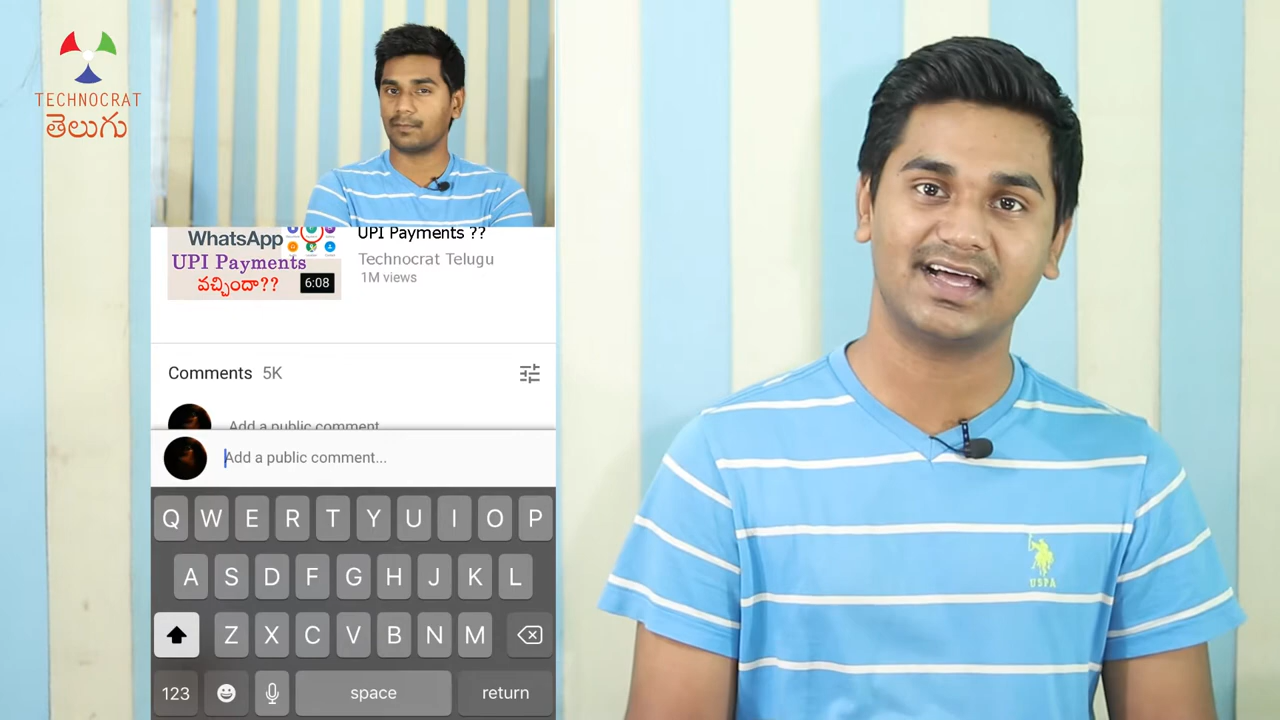 TECHNOCRAT
తెలుగు
WhatsApp
UPI Payments
వచ్చిందా??
6:08
UPI Payments ??
Technocrat Telugu
1M views
Comments 5K
Add a public comment
Add a public comment...
Q W E R T Y U I O P
A S D F G H J K L
Z X C V B N M
123 space return
USPA